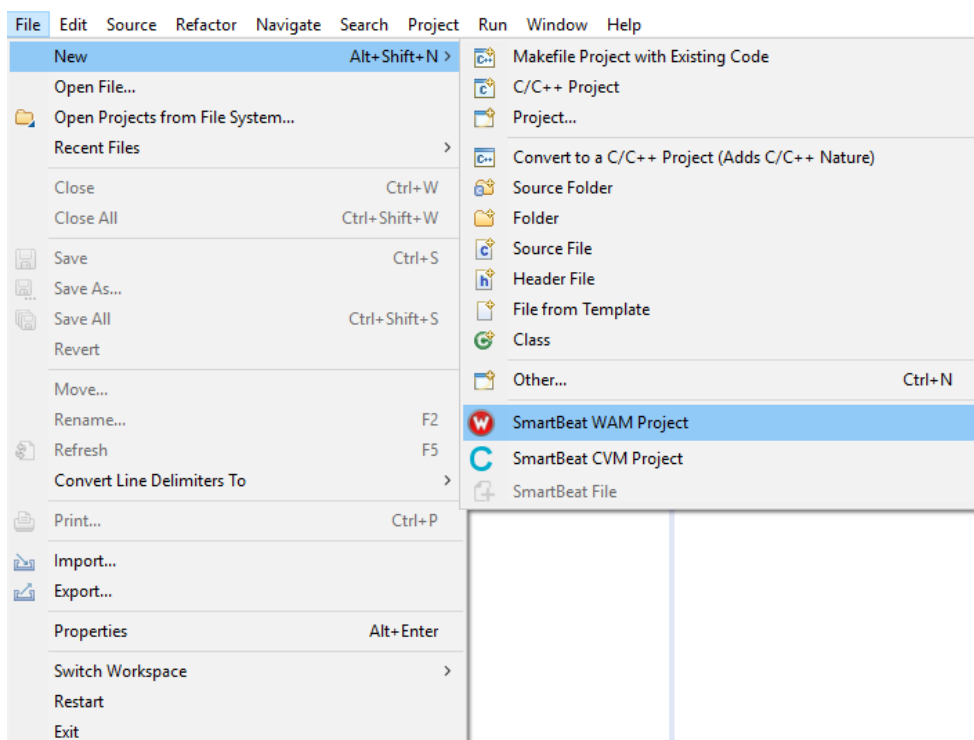 File Edit Source Refactor Navigate Search Project Run Window Help
New Alt+Shift+N >
Open File...
Open Projects from File System...
Recent Files >
Close Ctrl+W
Close All Ctrl+Shift+W
Save Ctrl+S
Save As...
Save All Ctrl+Shift+S
Revert
Move...
Rename... F2
Refresh F5
Convert Line Delimiters To >
Print... Ctrl+P
Import...
Export...
Properties Alt+Enter
Switch Workspace >
Restart
Exit
Makefile Project with Existing Code
C/C++ Project
Project...
Convert to a C/C++ Project (Adds C/C++ Nature)
Source Folder
Folder
Source File
Header File
File from Template
Class
Other... Ctrl+N
SmartBeat WAM Project
SmartBeat CVM Project
SmartBeat File